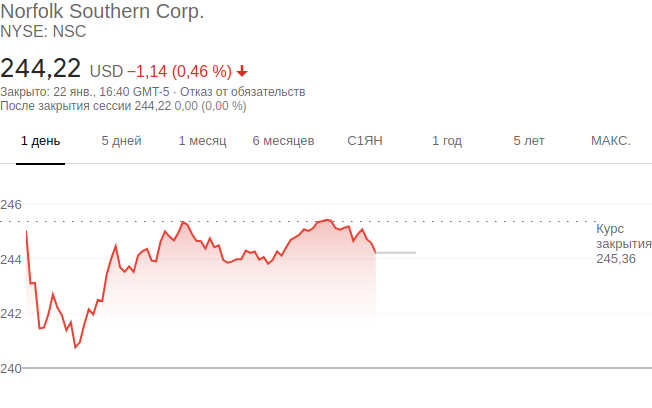 Norfolk Southern Corp.
NYSE: NSC
244,22 USD −1,14 (0,46 %)
Закрыто: 22 янв., 16:40 GMT-5 · Отказ от обязательств
После закрытия сессии 244,22 0,00 (0,00 %)
1 день 5 дней 1 месяц 6 месяцев С1ЯН 1 год 5 лет МАКС.
246
Курс
закрытия
245,36
244
242
240